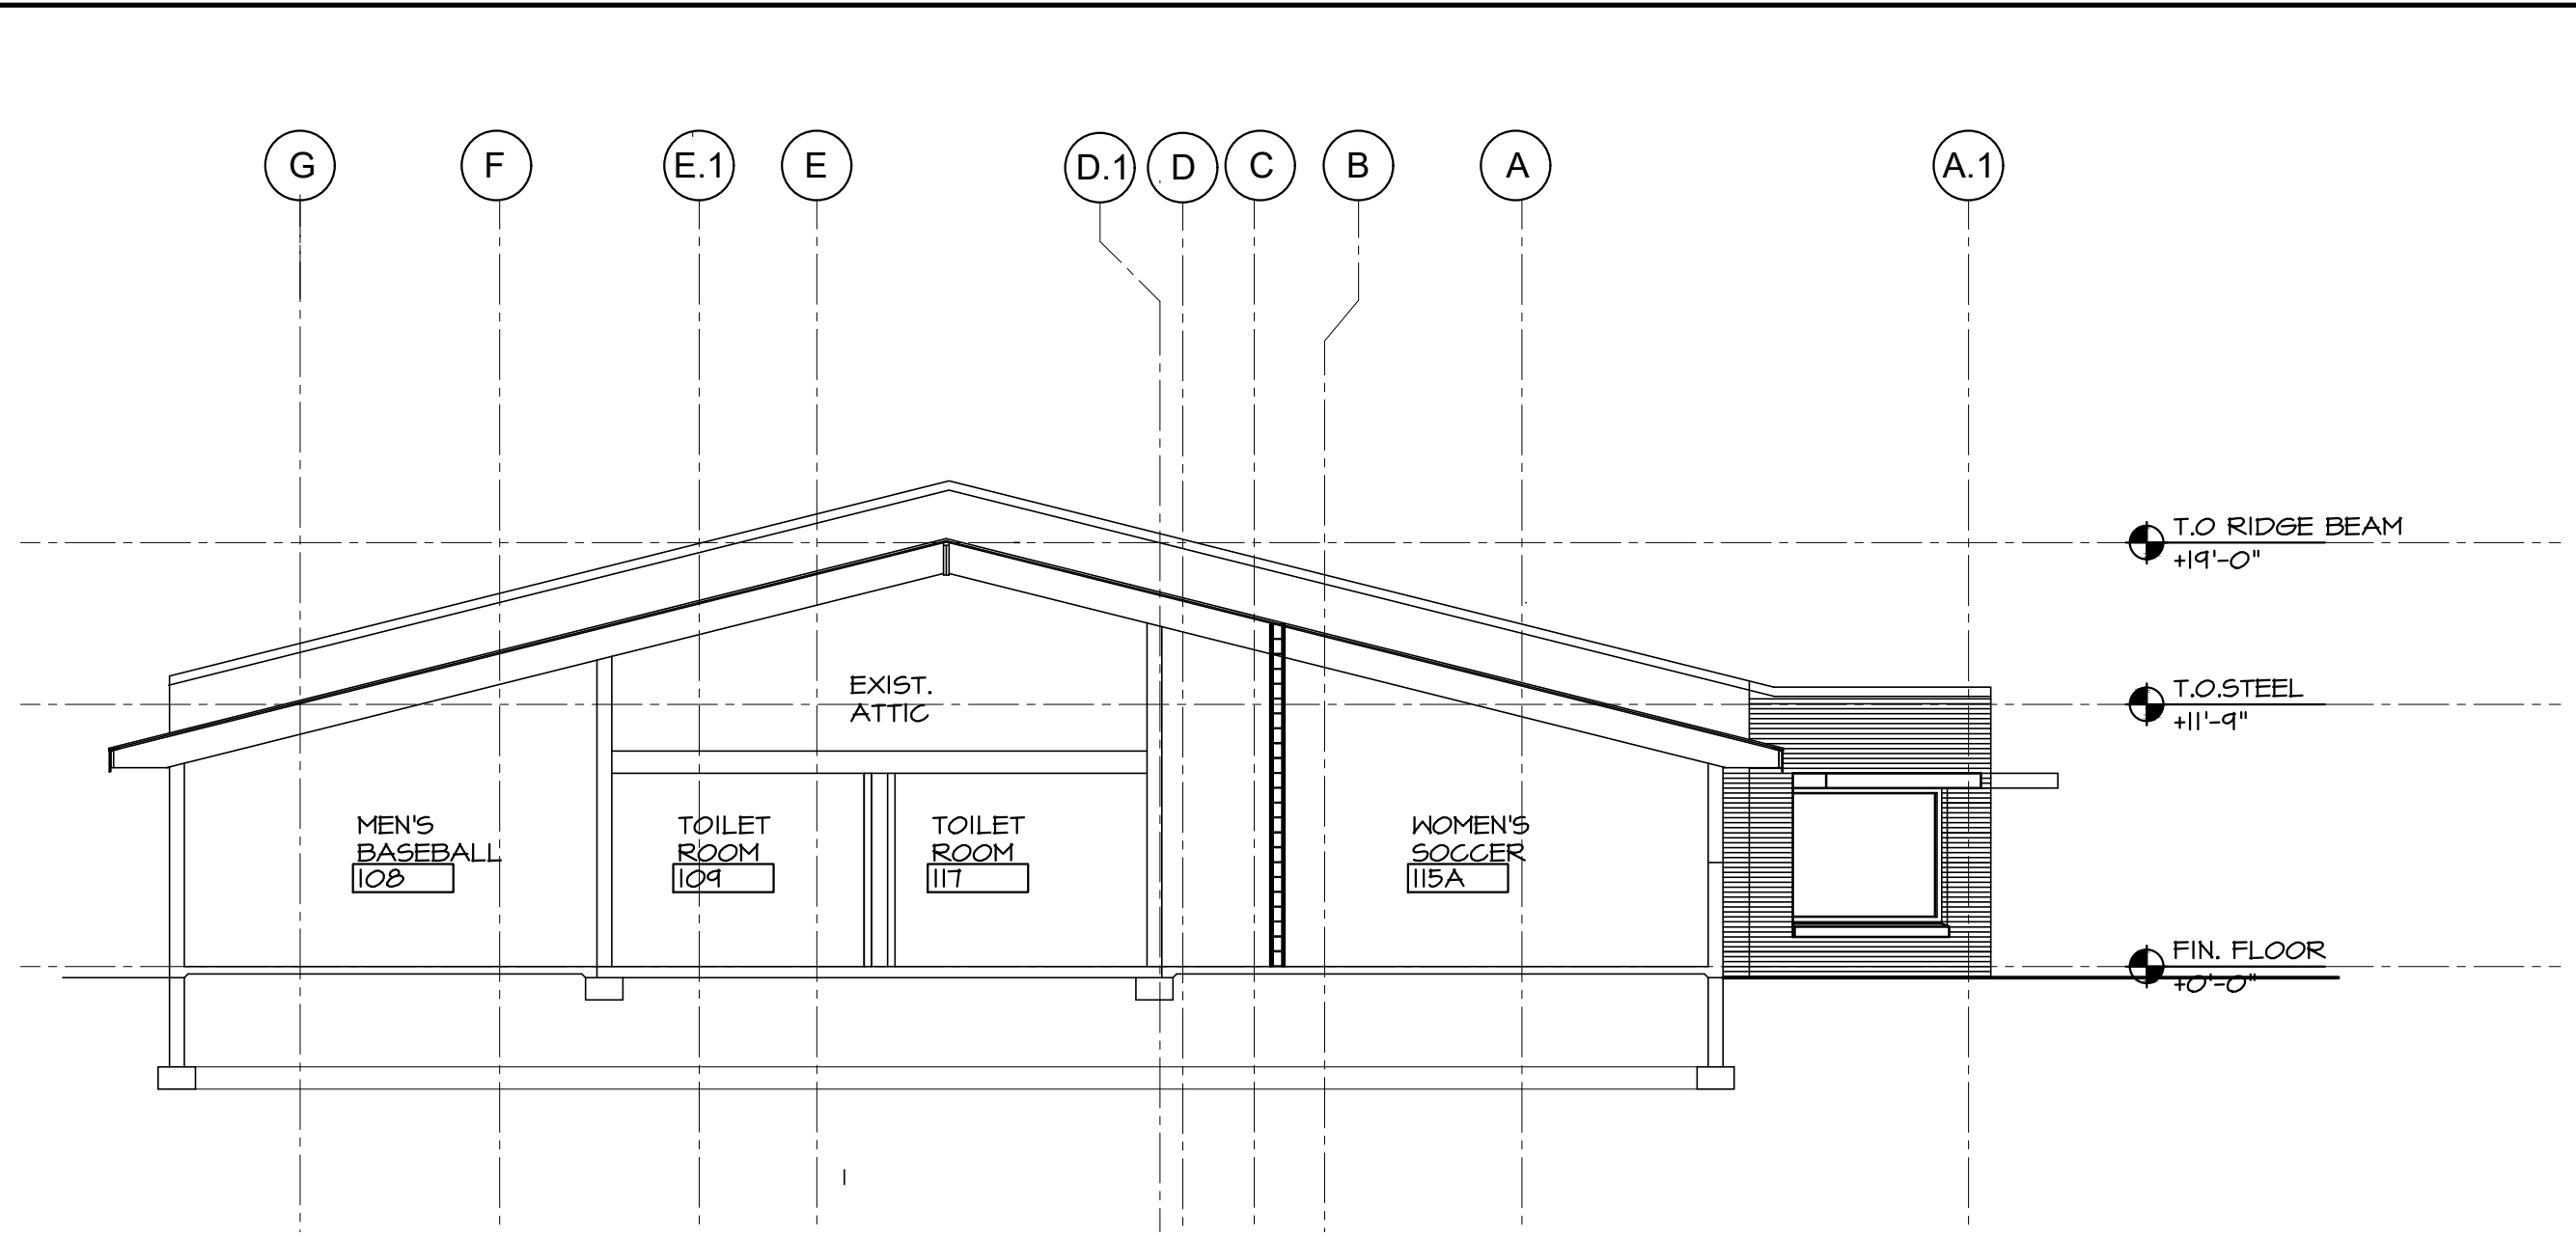 G F E.1 E D.1 D C B A A.1
T.O RIDGE BEAM
+19'-0"
EXIST.
ATTIC
T.O.STEEL
+11'-9"
MEN'S
BASEBALL
108
TOILET
ROOM
109
TOILET
ROOM
117
WOMEN'S
SOCCER
115A
FIN. FLOOR
+0'-0"